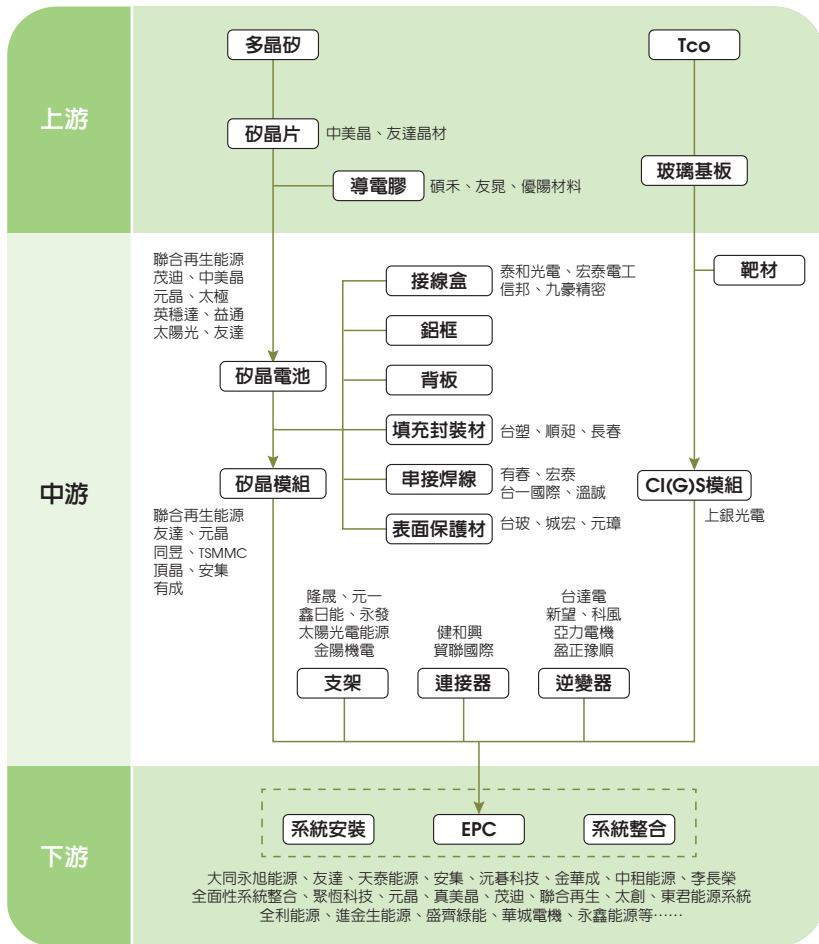 上游
多晶矽
Tco
矽晶片
中美晶、友達晶材
玻璃基板
導電膠
碩禾、友晁、優陽材料
中游
聯合再生能源
茂迪、中美晶
元晶、太極
英穩達、益通
太陽光、友達
接線盒
泰和光電、宏泰電工
信邦、九豪精密
靶材
鋁框
矽晶電池
背板
填充封裝材
台塑、順昶、長春
矽晶模組
串接焊線
有春、宏泰
台一國際、溫誠
CI(G)S模組
上銀光電
聯合再生能源
友達、元晶
同昱、TSMMC
頂晶、安集
有成
表面保護材
台玻、城宏、元璋
隆晟、元一
鑫日能、永發
太陽光電能源
金陽機電
支架
健和興
貿聯國際
連接器
台達電
新望、科風
亞力電機
盈正豫順
逆變器
下游
系統安裝
EPC
系統整合
大同永旭能源、友達、天泰能源、安集、沅碁科技、金華成、中租能源、李長榮
全面性系統整合、聚恆科技、元晶、真美晶、茂迪、聯合再生、太創、東君能源系統
全利能源、進金生能源、盛齊綠能、華城電機、永鑫能源等⋯⋯